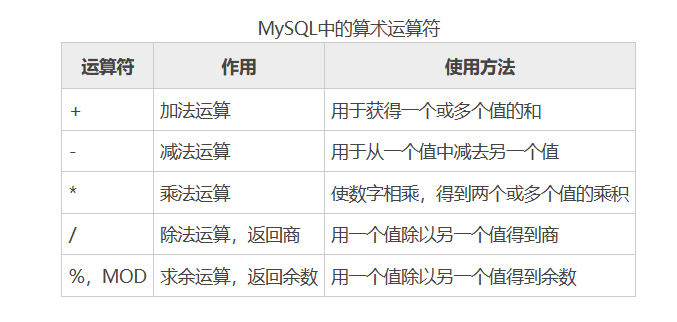 MySQL中的算术运算符
运算符 作用 使用方法
+ 加法运算 用于获得一个或多个值的和
- 减法运算 用于从一个值中减去另一个值
* 乘法运算 使数字相乘，得到两个或多个值的乘积
/ 除法运算，返回商 用一个值除以另一个值得到商
%，MOD 求余运算，返回余数 用一个值除以另一个值得到余数